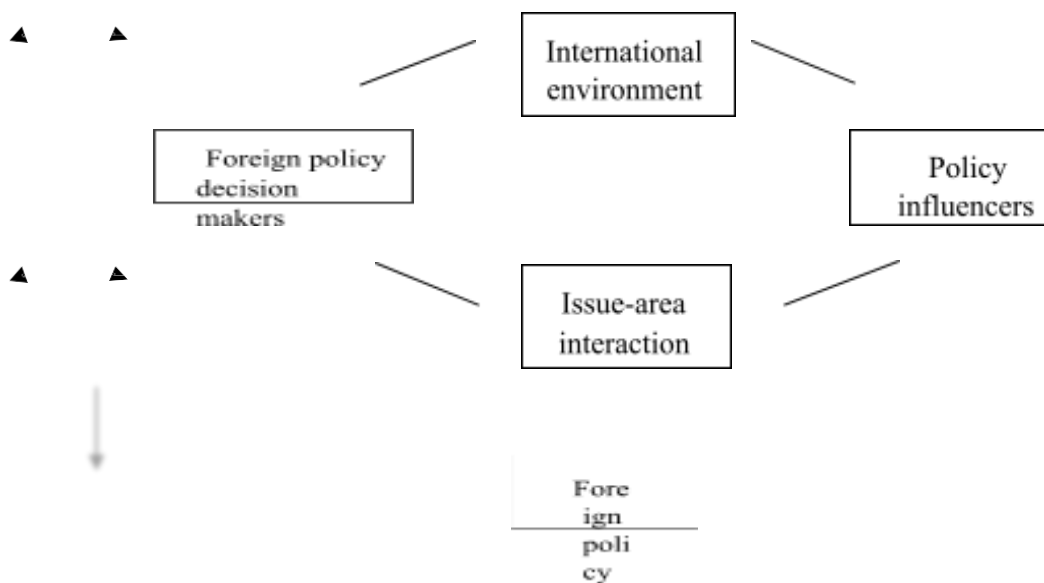 International
environment
Foreign policy
decision
makers
Policy
influencers
Issue-area
interaction
Fore
ign
poli
cy